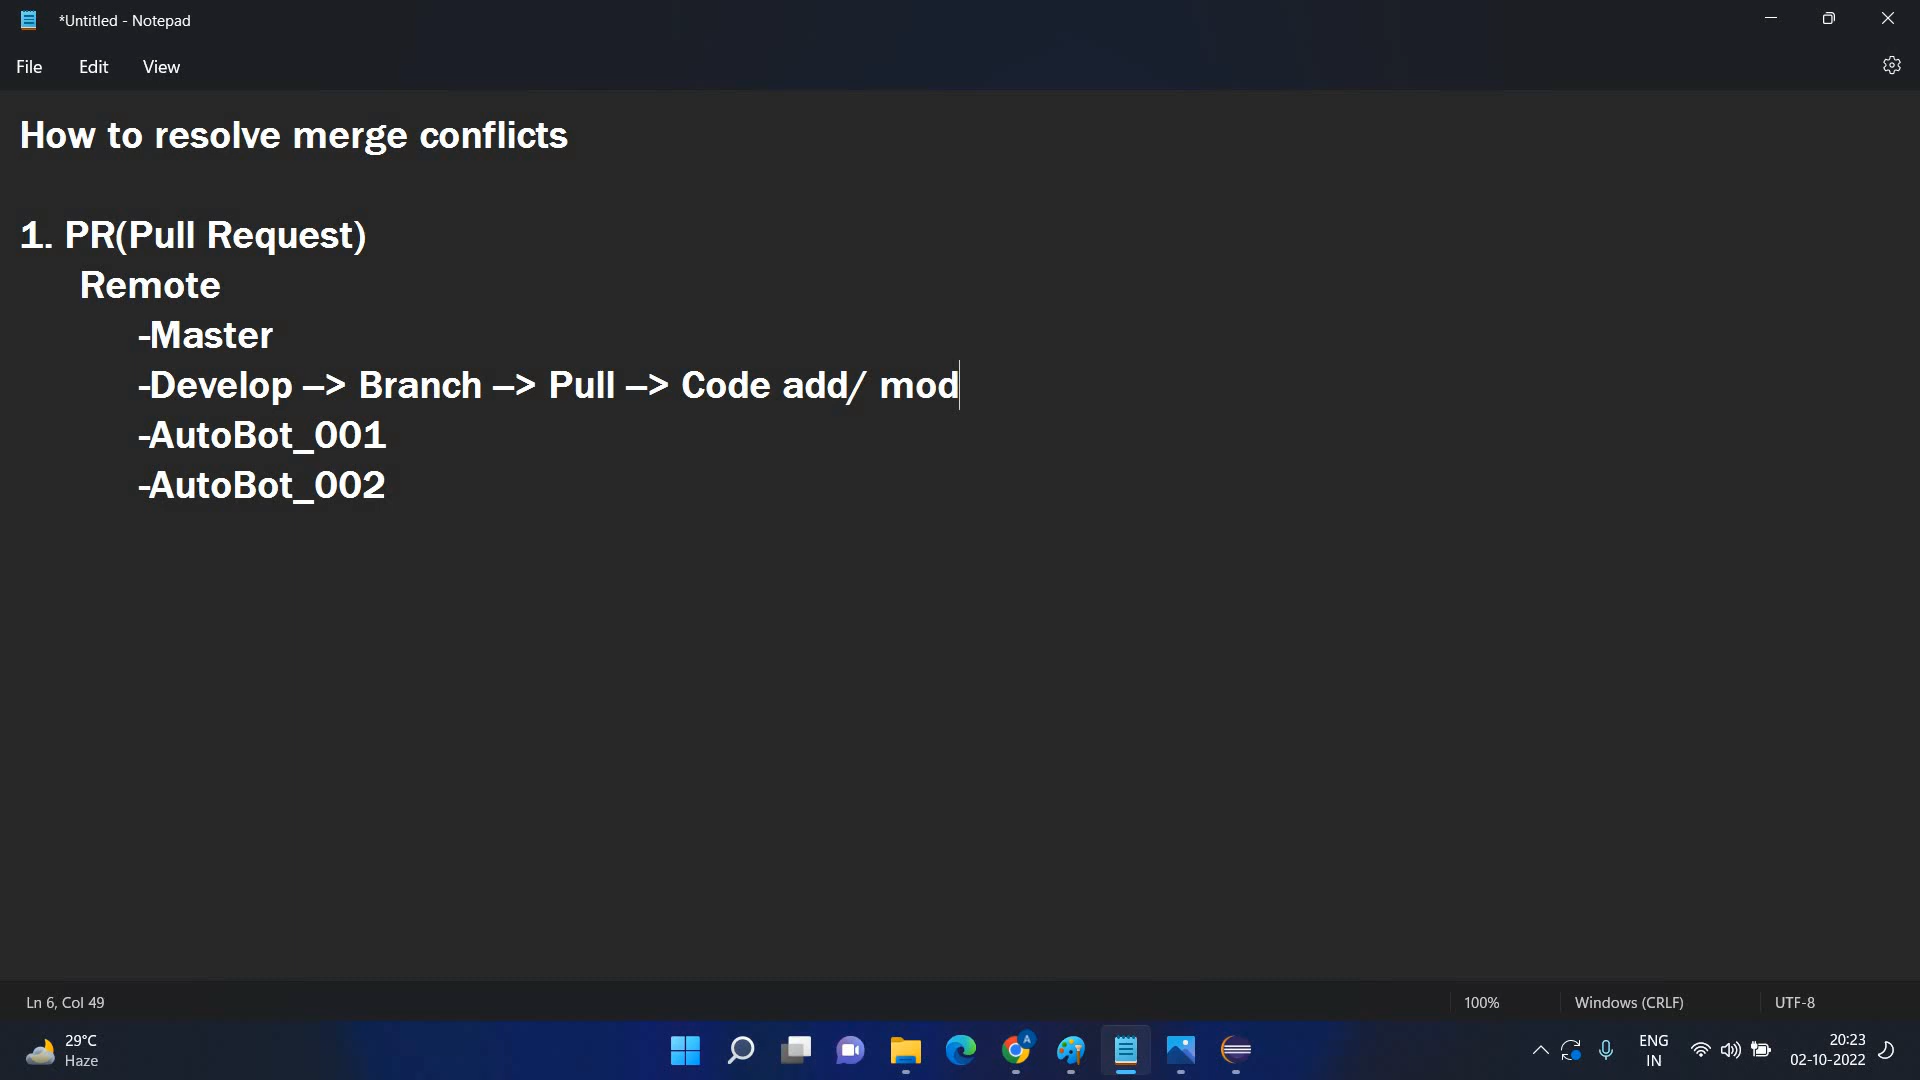 *Untitled - Notepad
File Edit View
How to resolve merge conflicts
1. PR(Pull Request)
Remote
-Master
-Develop –> Branch –> Pull –> Code add/ mod
-AutoBot_001
-AutoBot_002
Ln 6, Col 49 100% Windows (CRLF) UTF-8
29°C
Haze
A
ENG
IN
20:23
02-10-2022